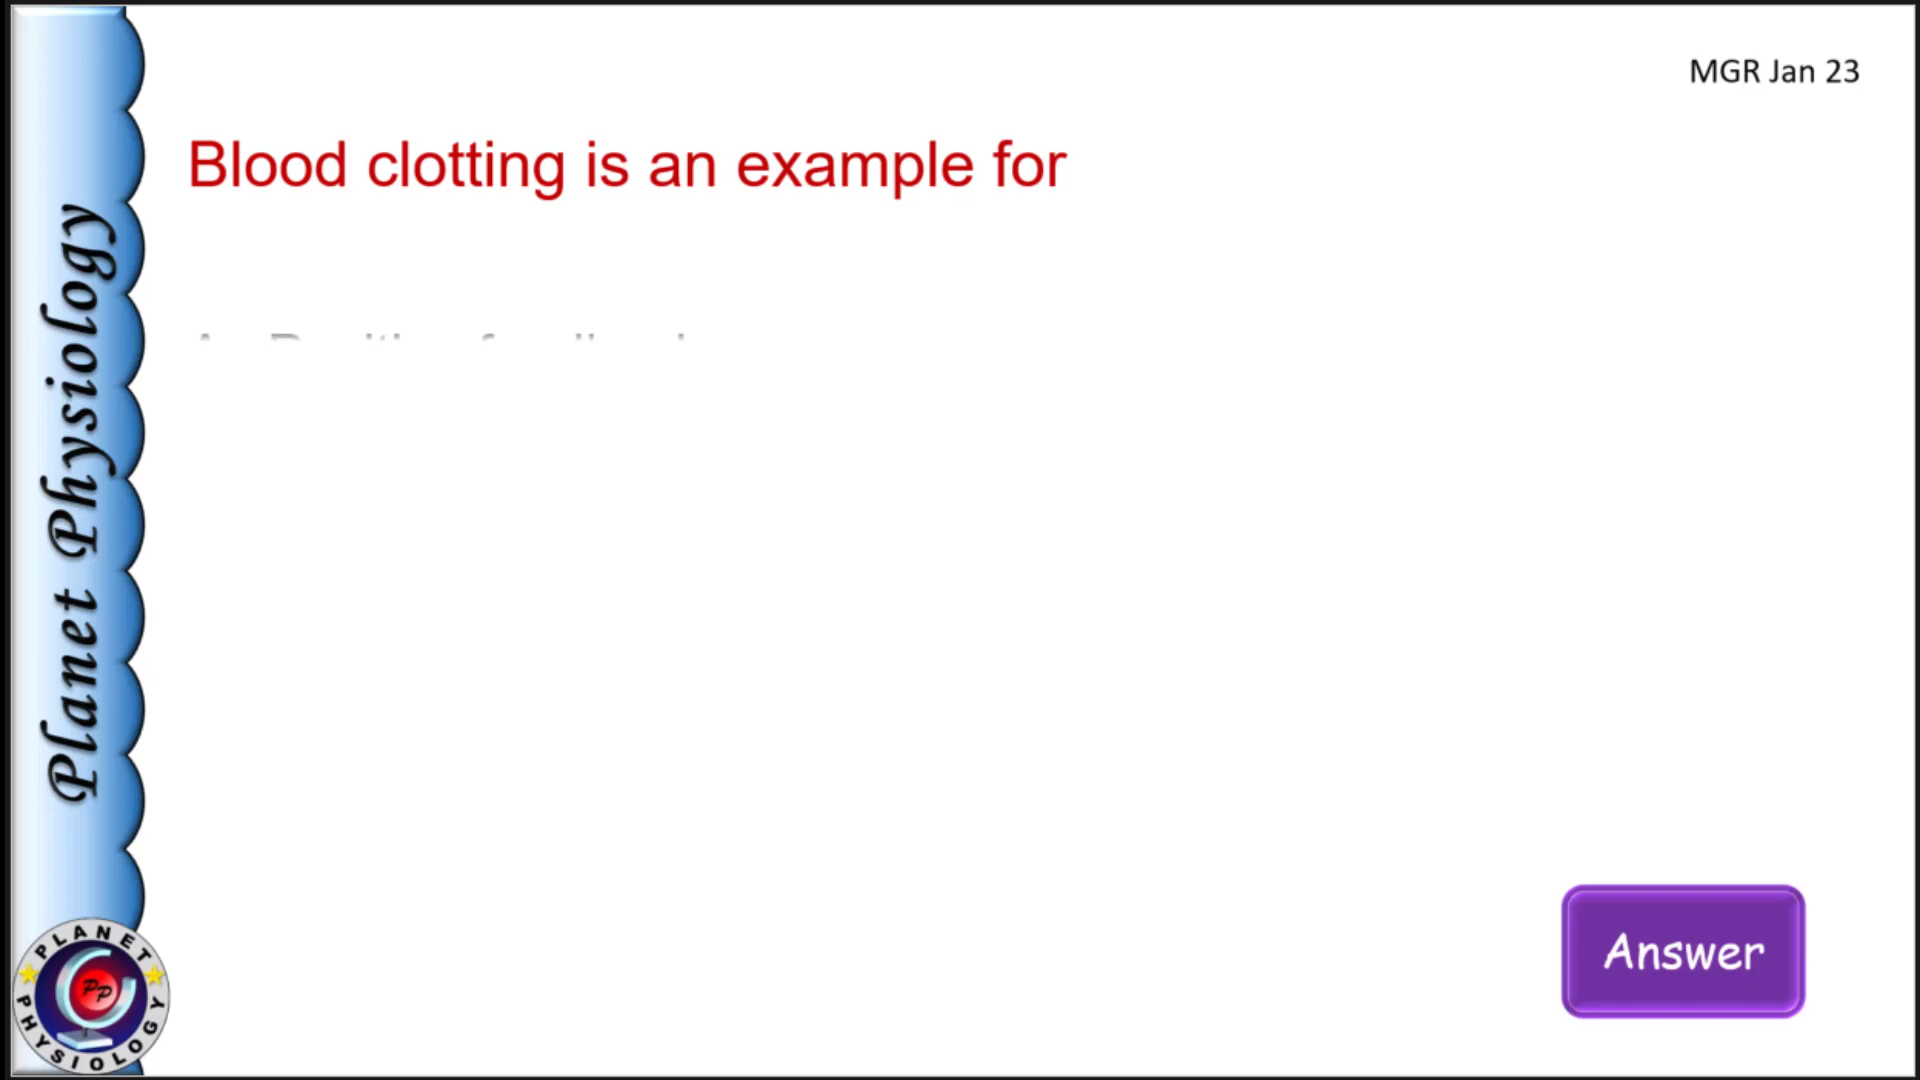 MGR Jan 23
Blood clotting is an example for
Planet Physiology
Answer
PLANET
PP
PHYSIOLOGY